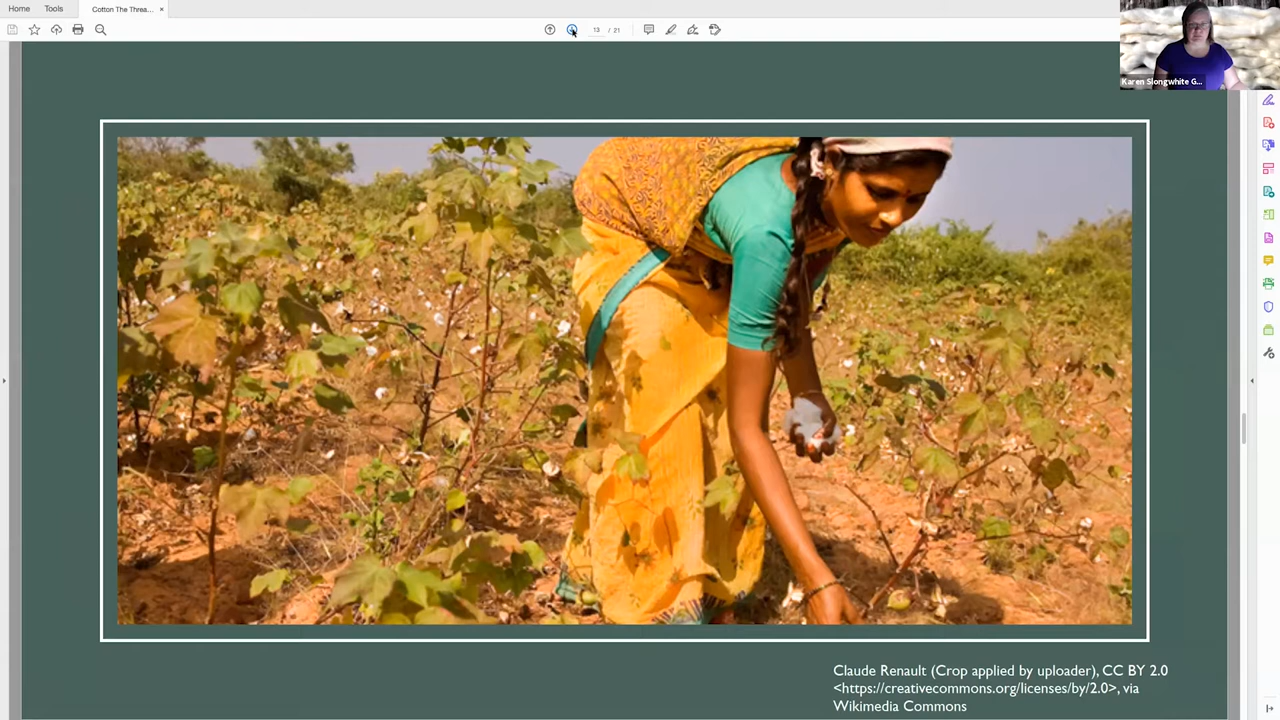 Home
Tools
Cotton The Threa...
13 / 21
Karen Slongwhite G...
Claude Renault (Crop applied by uploader), CC BY 2.0
<https://creativecommons.org/licenses/by/2.0>, via
Wikimedia Commons